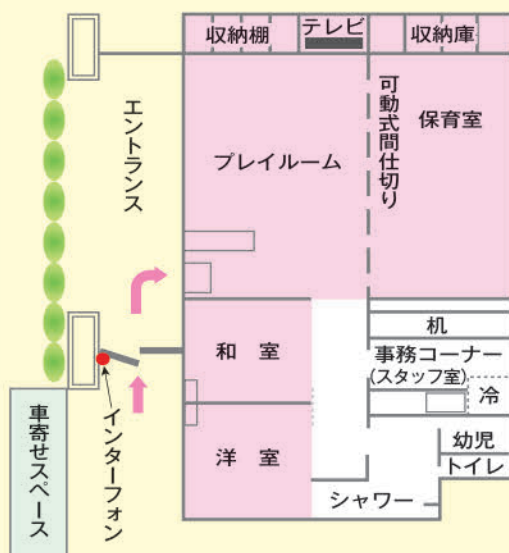 収納棚
テレビ
収納庫
エントランス
プレイルーム
可動式間仕切り
保育室
和 室
机
事務コーナー
(スタッフ室)
冷
洋 室
幼児
トイレ
シャワー
インターフォン
車寄せスペース